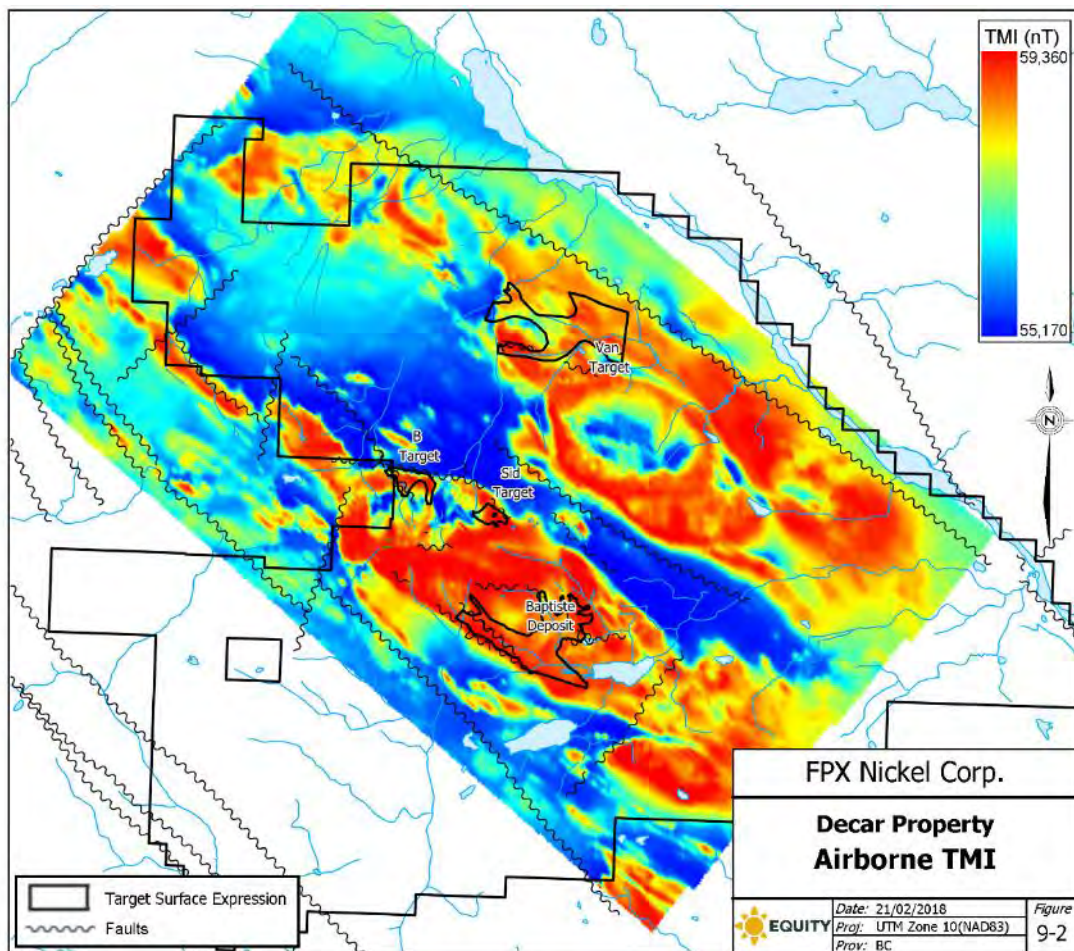 TMI (nT)
59,360
55,170
Van
Target
B
Target
Sid
Target
Baptiste
Deposit
N
FPX Nickel Corp.
Decar Property
Airborne TMI
Target Surface Expression
Faults
EQUITY
Date: 21/02/2018
Proj: UTM Zone 10(NAD83)
Prov: BC
Figure
9-2